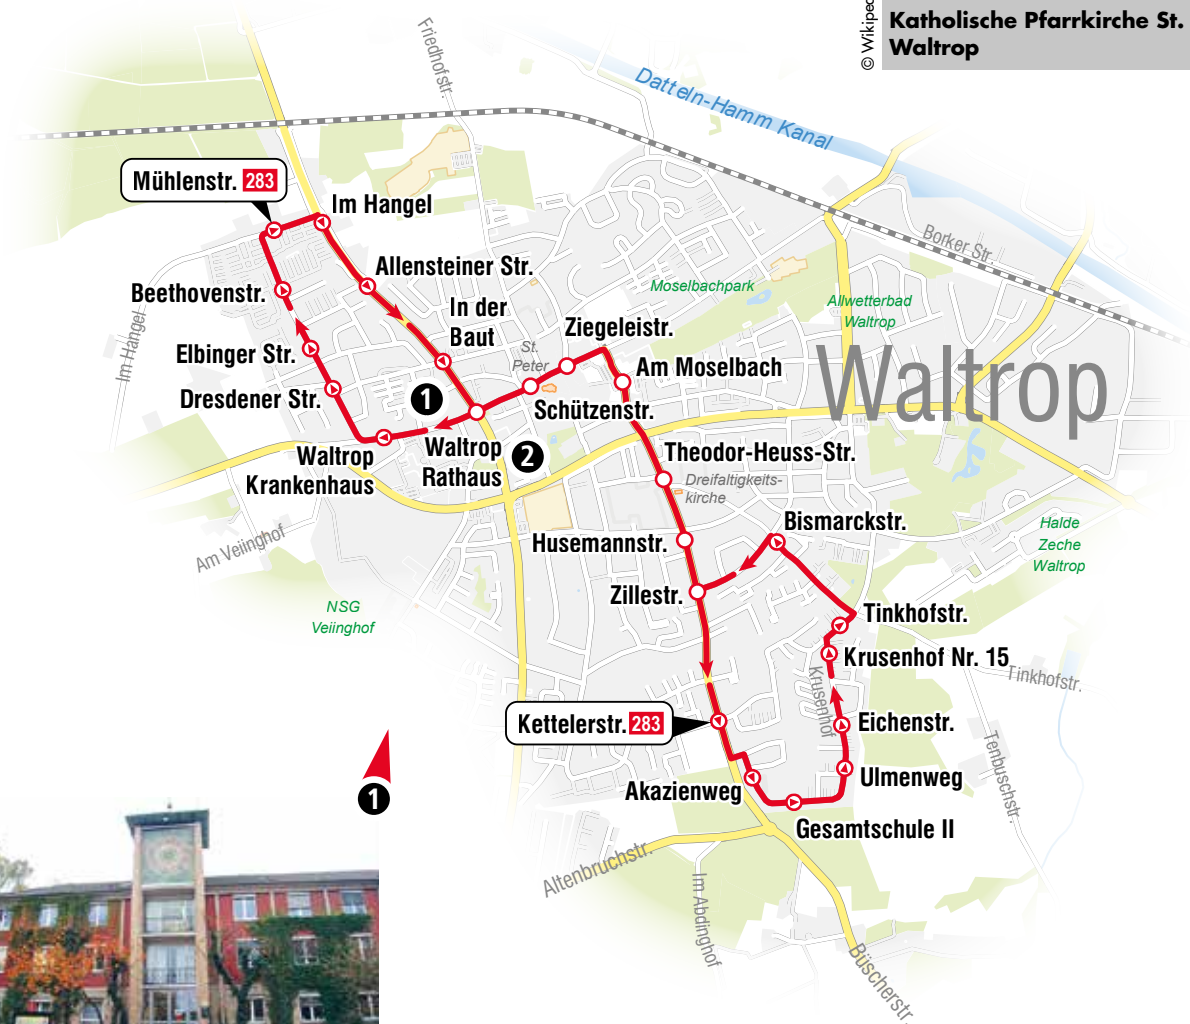 © Wikiped
Katholische Pfarrkirche St.
Waltrop
Friedhofstr.
Datteln-Hamm Kanal
Mühlenstr. 283
Im Hangel
Borker Str.
Allensteiner Str.
Beethovenstr.
Moselbachpark
Allwetterbad
Waltrop
In der
Baut
Im Hangel
Ziegeleistr.
St.
Peter
Elbinger Str.
Am Moselbach
Waltrop
Dresdener Str.
1
Schützenstr.
Waltrop
Krankenhaus
Waltrop
Rathaus
2
Theodor-Heuss-Str.
Dreifaltigkeits-
kirche
Am Veiinghof
Bismarckstr.
Husemannstr.
Halde
Zeche
Waltrop
Zillestr.
NSG
Veiinghof
Tinkhofstr.
Krusenhof Nr. 15
Tinkhofstr.
Krusenhof
Kettelerstr. 283
Eichenstr.
Tenbuschstr.
Ulmenweg
Akazienweg
1
Gesamtschule II
Altenbruchstr.
Im Abdinghof
Büscherstr.